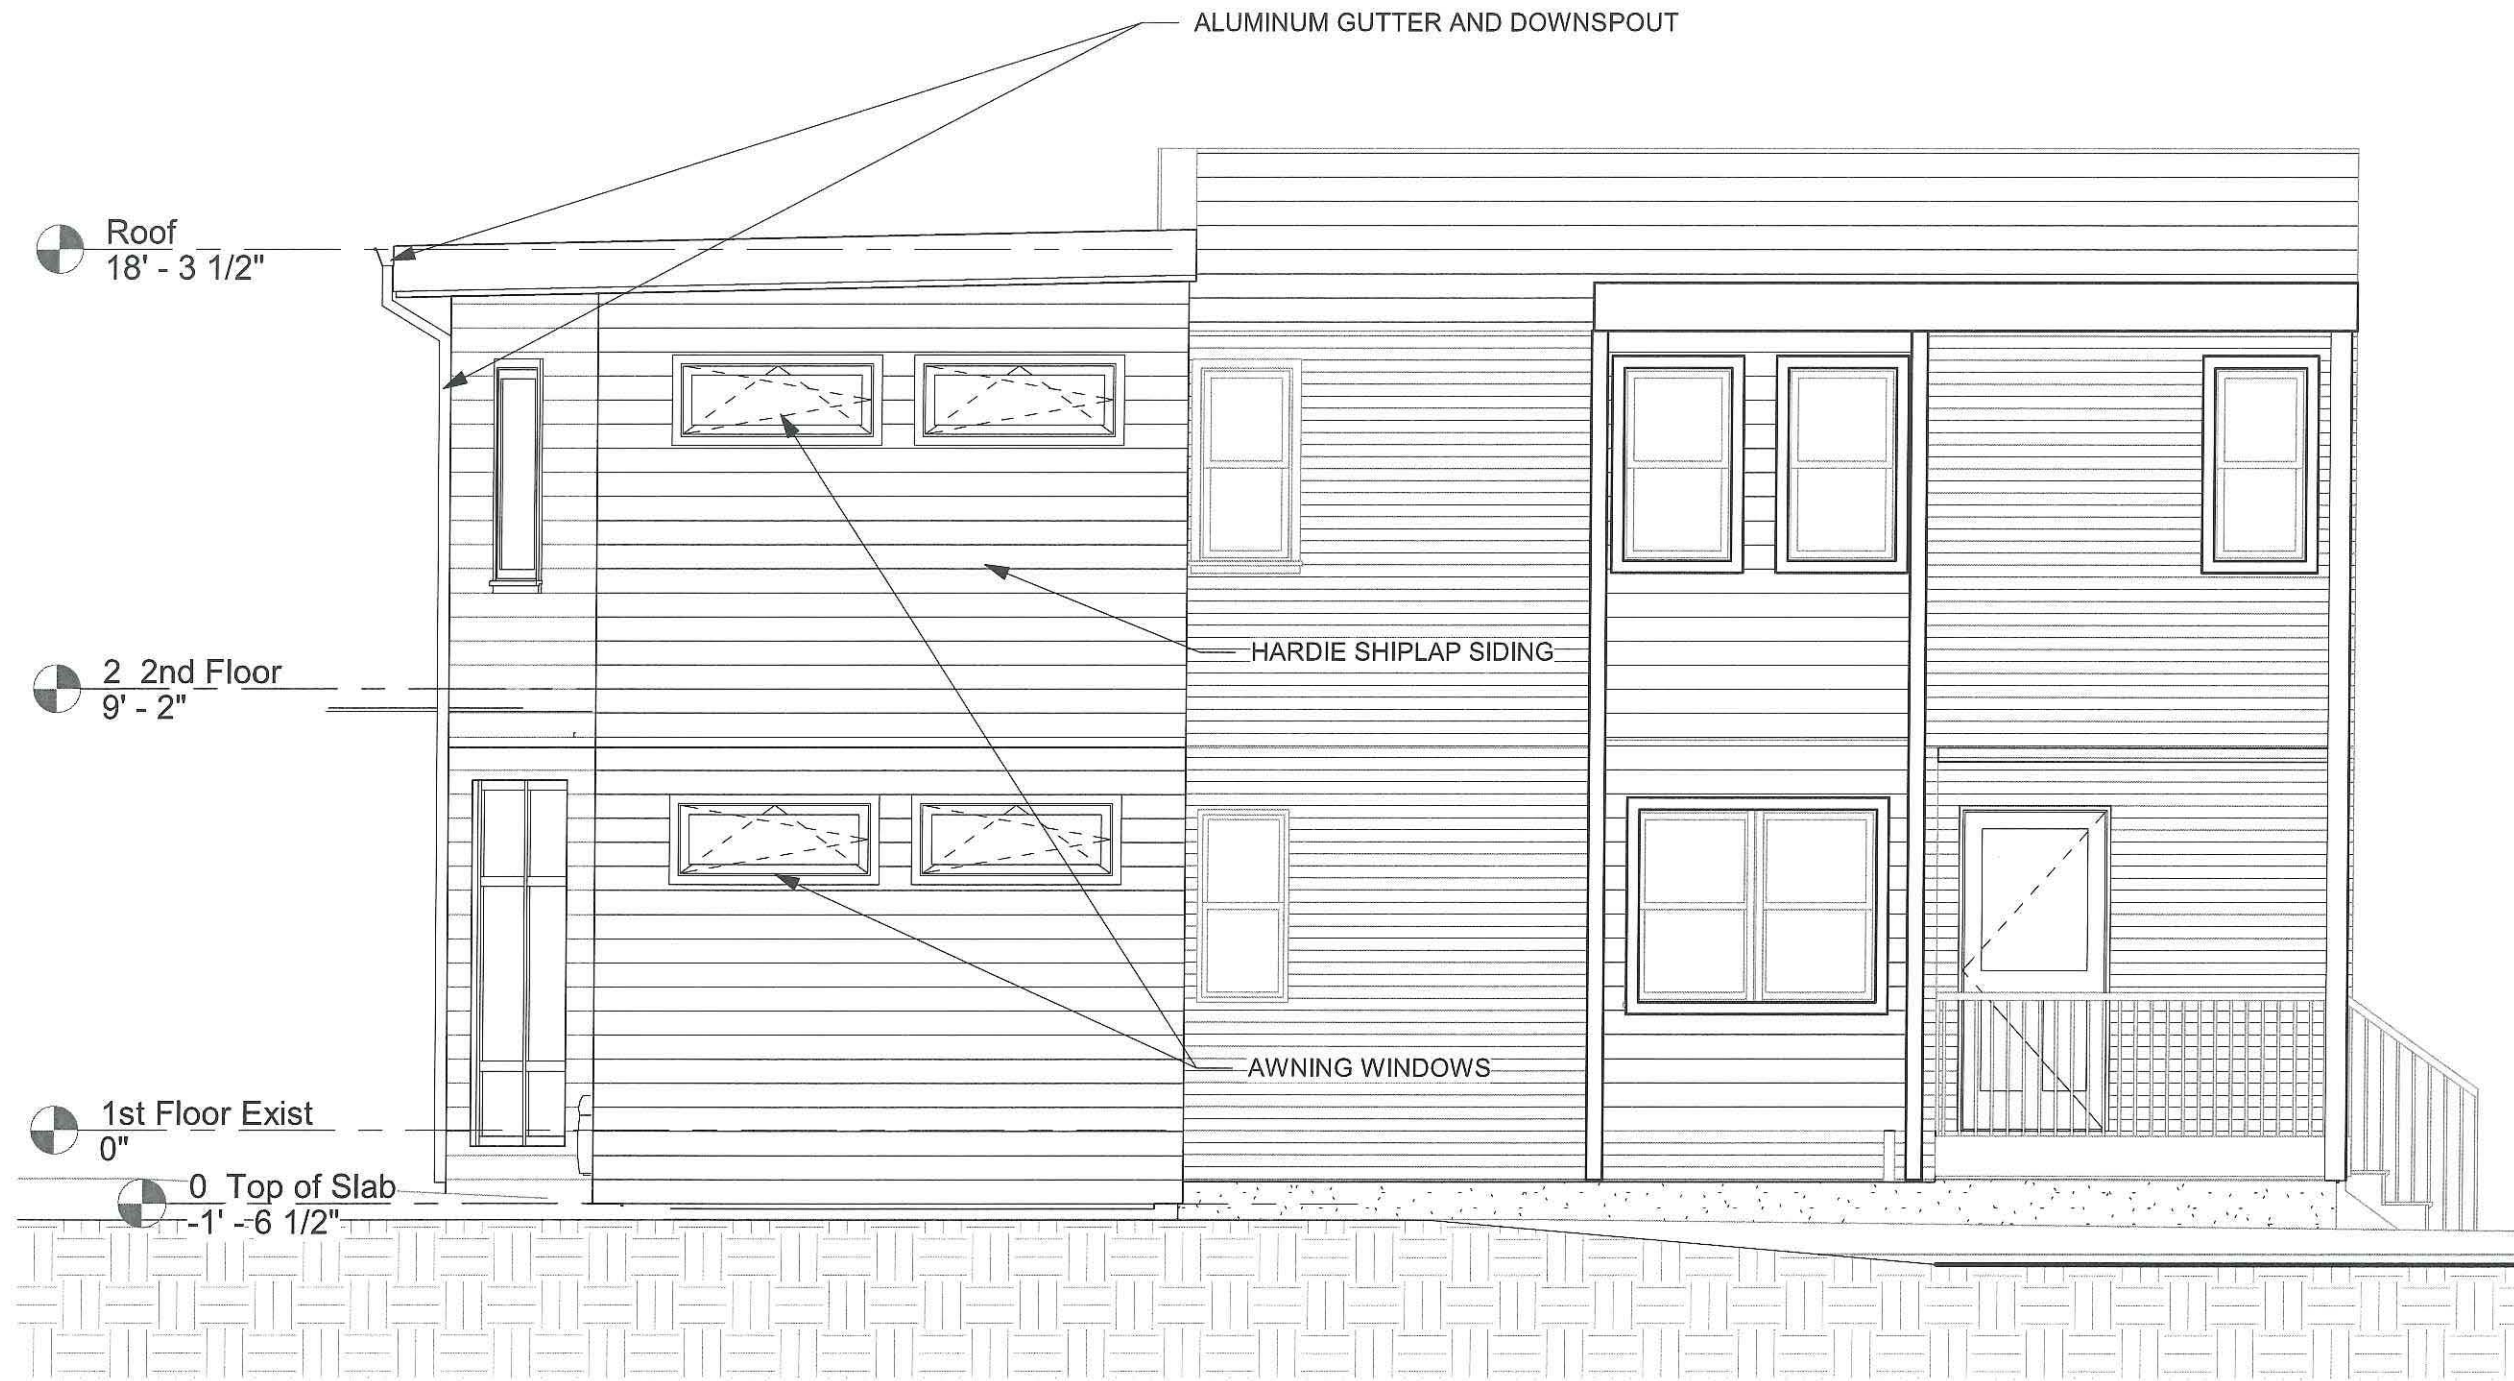 ALUMINUM GUTTER AND DOWNSPOUT
Roof
18' - 3 1/2"
HARDIE SHIPLAP SIDING
2 2nd Floor
9' - 2"
AWNING WINDOWS
1st Floor Exist
0"
0 Top of Slab
-1' - 6 1/2"